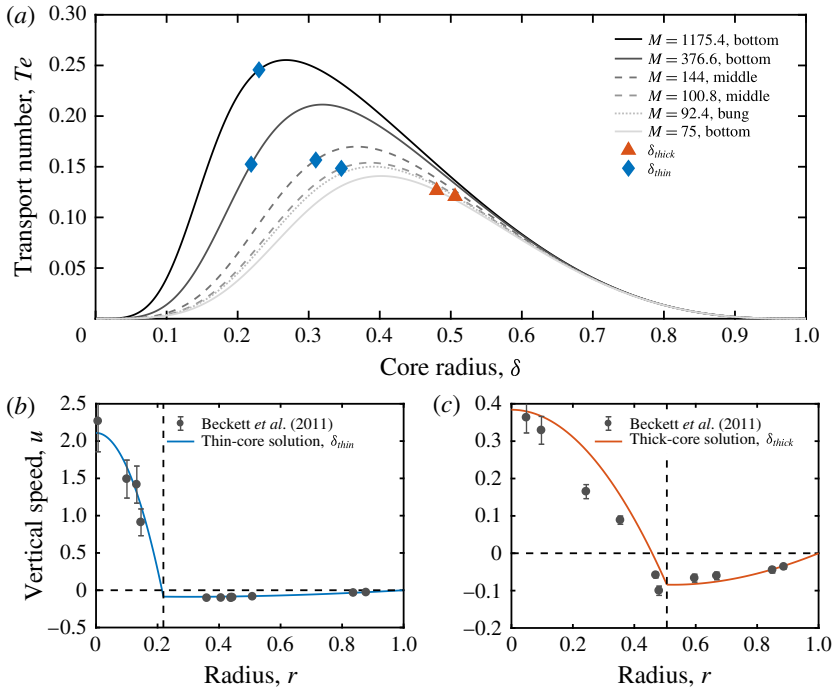 (a)
0.30
0.25
0.20
0.15
0.10
0.05
0
0.1
0.2
0.3
0.4
0.5
0.6
0.7
0.8
0.9
1.0
Transport number, Te
Core radius, δ
M = 1175.4, bottom
M = 376.6, bottom
M = 144, middle
M = 100.8, middle
M = 92.4, bung
M = 75, bottom
δthick
δthin
(b)
2.5
2.0
1.5
1.0
0.5
0
−0.5
0
0.2
0.4
0.6
0.8
1.0
Vertical speed, u
Radius, r
Beckett et al. (2011)
Thin-core solution, δthin
(c)
0.4
0.3
0.2
0.1
0
−0.1
−0.2
0
0.2
0.4
0.6
0.8
1.0
Radius, r
Beckett et al. (2011)
Thick-core solution, δthick